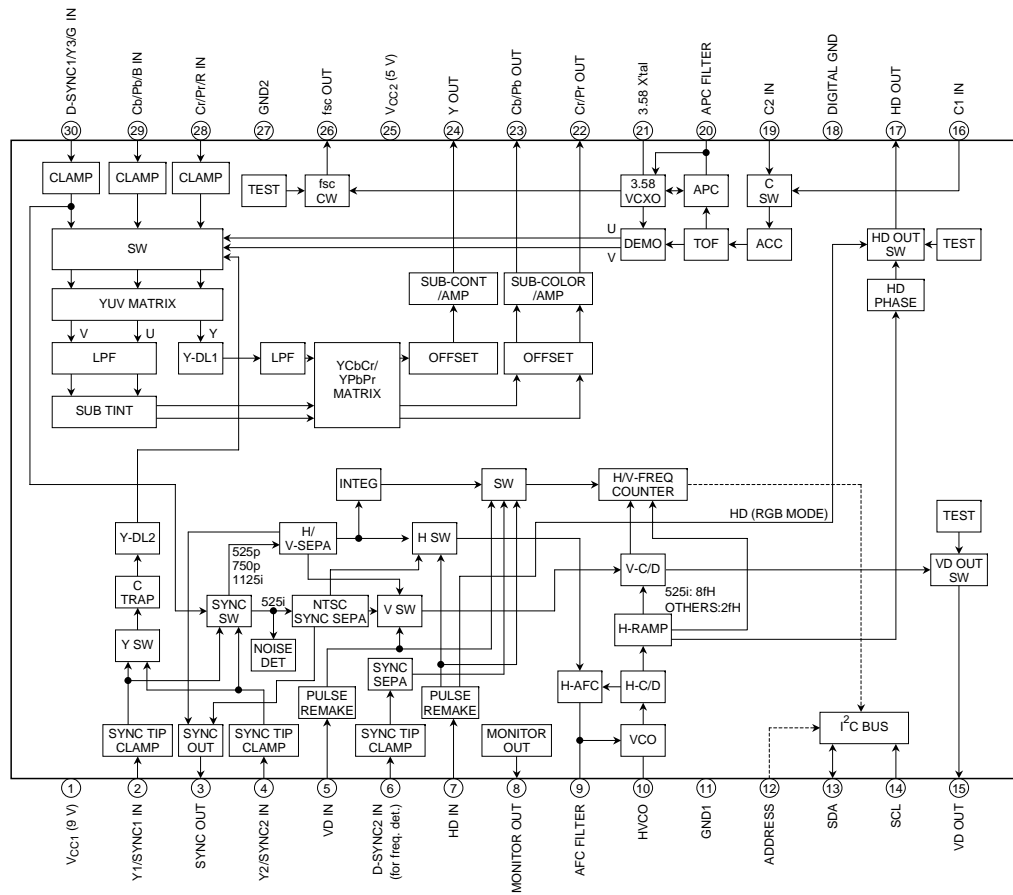 D-SYNC1/Y3/G IN
Cb/Pb/B IN
Cr/Pr/R IN
GND2
fsc OUT
VCC2 (5 V)
Y OUT
Cb/Pb OUT
Cr/Pr OUT
3.58 X'tal
APC FILTER
C2 IN
DIGITAL GND
HD OUT
C1 IN
30
29
28
27
26
25
24
23
22
21
20
19
18
17
16
CLAMP
CLAMP
CLAMP
TEST
fsc
CW
3.58
VCXO
APC
C
SW
SW
U
V
DEMO
TOF
ACC
HD OUT
SW
TEST
SUB-CONT
/AMP
SUB-COLOR
/AMP
HD
PHASE
YUV MATRIX
V
U
Y
LPF
Y-DL1
LPF
YCbCr/
YPbPr
MATRIX
OFFSET
OFFSET
SUB TINT
INTEG
SW
H/V-FREQ
COUNTER
HD (RGB MODE)
TEST
Y-DL2
525p
750p
1125i
H/
V-SEPA
H SW
V-C/D
VD OUT
SW
C
TRAP
SYNC
SW
525i
NTSC
SYNC SEPA
V SW
525i: 8fH
OTHERS:2fH
H-RAMP
Y SW
NOISE
DET
SYNC
SEPA
H-AFC
H-C/D
PULSE
REMAKE
PULSE
REMAKE
I2C BUS
SYNC TIP
CLAMP
SYNC
OUT
SYNC TIP
CLAMP
SYNC TIP
CLAMP
MONITOR
OUT
VCO
1
2
3
4
5
6
7
8
9
10
11
12
13
14
15
VCC1 (9 V)
Y1/SYNC1 IN
SYNC OUT
Y2/SYNC2 IN
VD IN
D-SYNC2 IN
(for freq. det.)
HD IN
MONITOR OUT
AFC FILTER
HVCO
GND1
ADDRESS
SDA
SCL
VD OUT